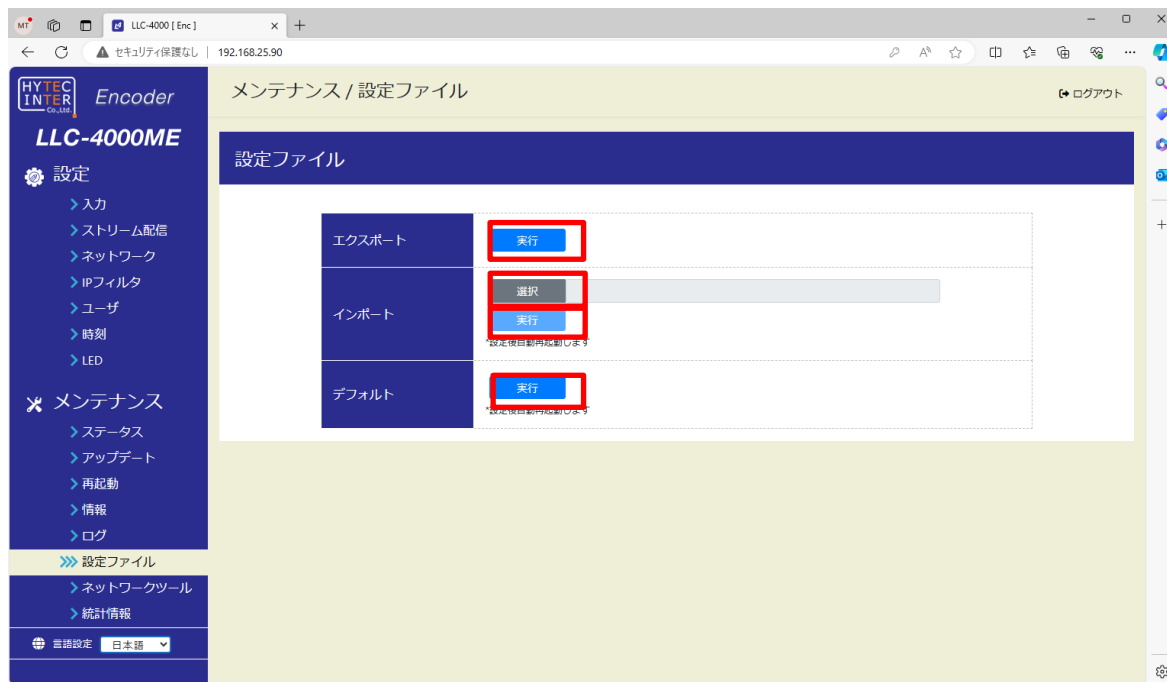 MT
LLC-4000 [ Enc ]
セキュリティ保護なし
192.168.25.90
HYTEC
INTER
Co.,Ltd.
Encoder
メンテナンス / 設定ファイル
ログアウト
LLC-4000ME
設定
入力
ストリーム配信
ネットワーク
IPフィルタ
ユーザ
時刻
LED
メンテナンス
ステータス
アップデート
再起動
情報
ログ
設定ファイル
ネットワークツール
統計情報
言語設定 日本語
設定ファイル
エクスポート
実行
インポート
選択
実行
*設定後自動再起動します
デフォルト
実行
*設定後自動再起動します